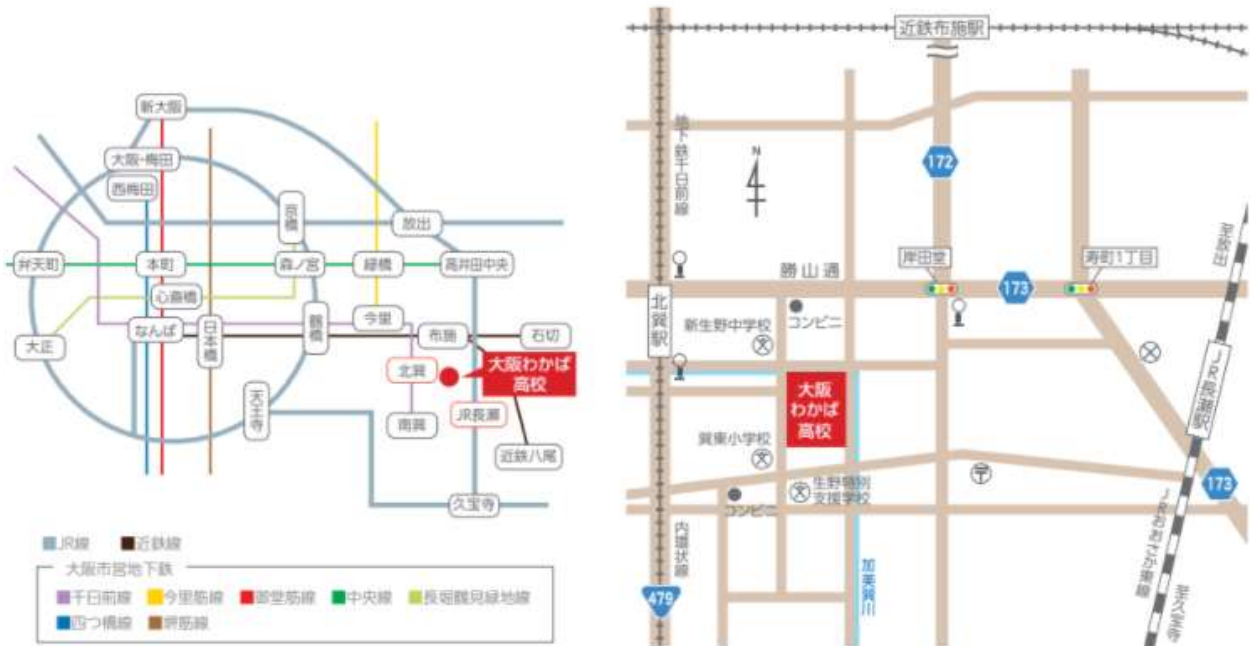 新大阪
大阪・梅田
西梅田
京橋
放出
弁天町
本町
森ノ宮
緑橋
高井田中央
心斎橋
大正
なんば
日本橋
鶴橋
今里
布施
石切
北巽
大阪わかば
高校
天王寺
南巽
JR長瀬
近鉄八尾
久宝寺
JR線
近鉄線
大阪市営地下鉄
千日前線
今里筋線
御堂筋線
中央線
長堀鶴見緑地線
四つ橋線
堺筋線
近鉄布施駅
地下鉄千日前線
N
172
至放出
勝山通
岸田堂
173
寿町1丁目
北巽駅
コンビニ
新生野中学校
大阪
わかば
高校
JR長瀬駅
巽東小学校
生野特別
支援学校
コンビニ
173
内環状線
加美巽川
JRおおさか東線
479
至久宝寺